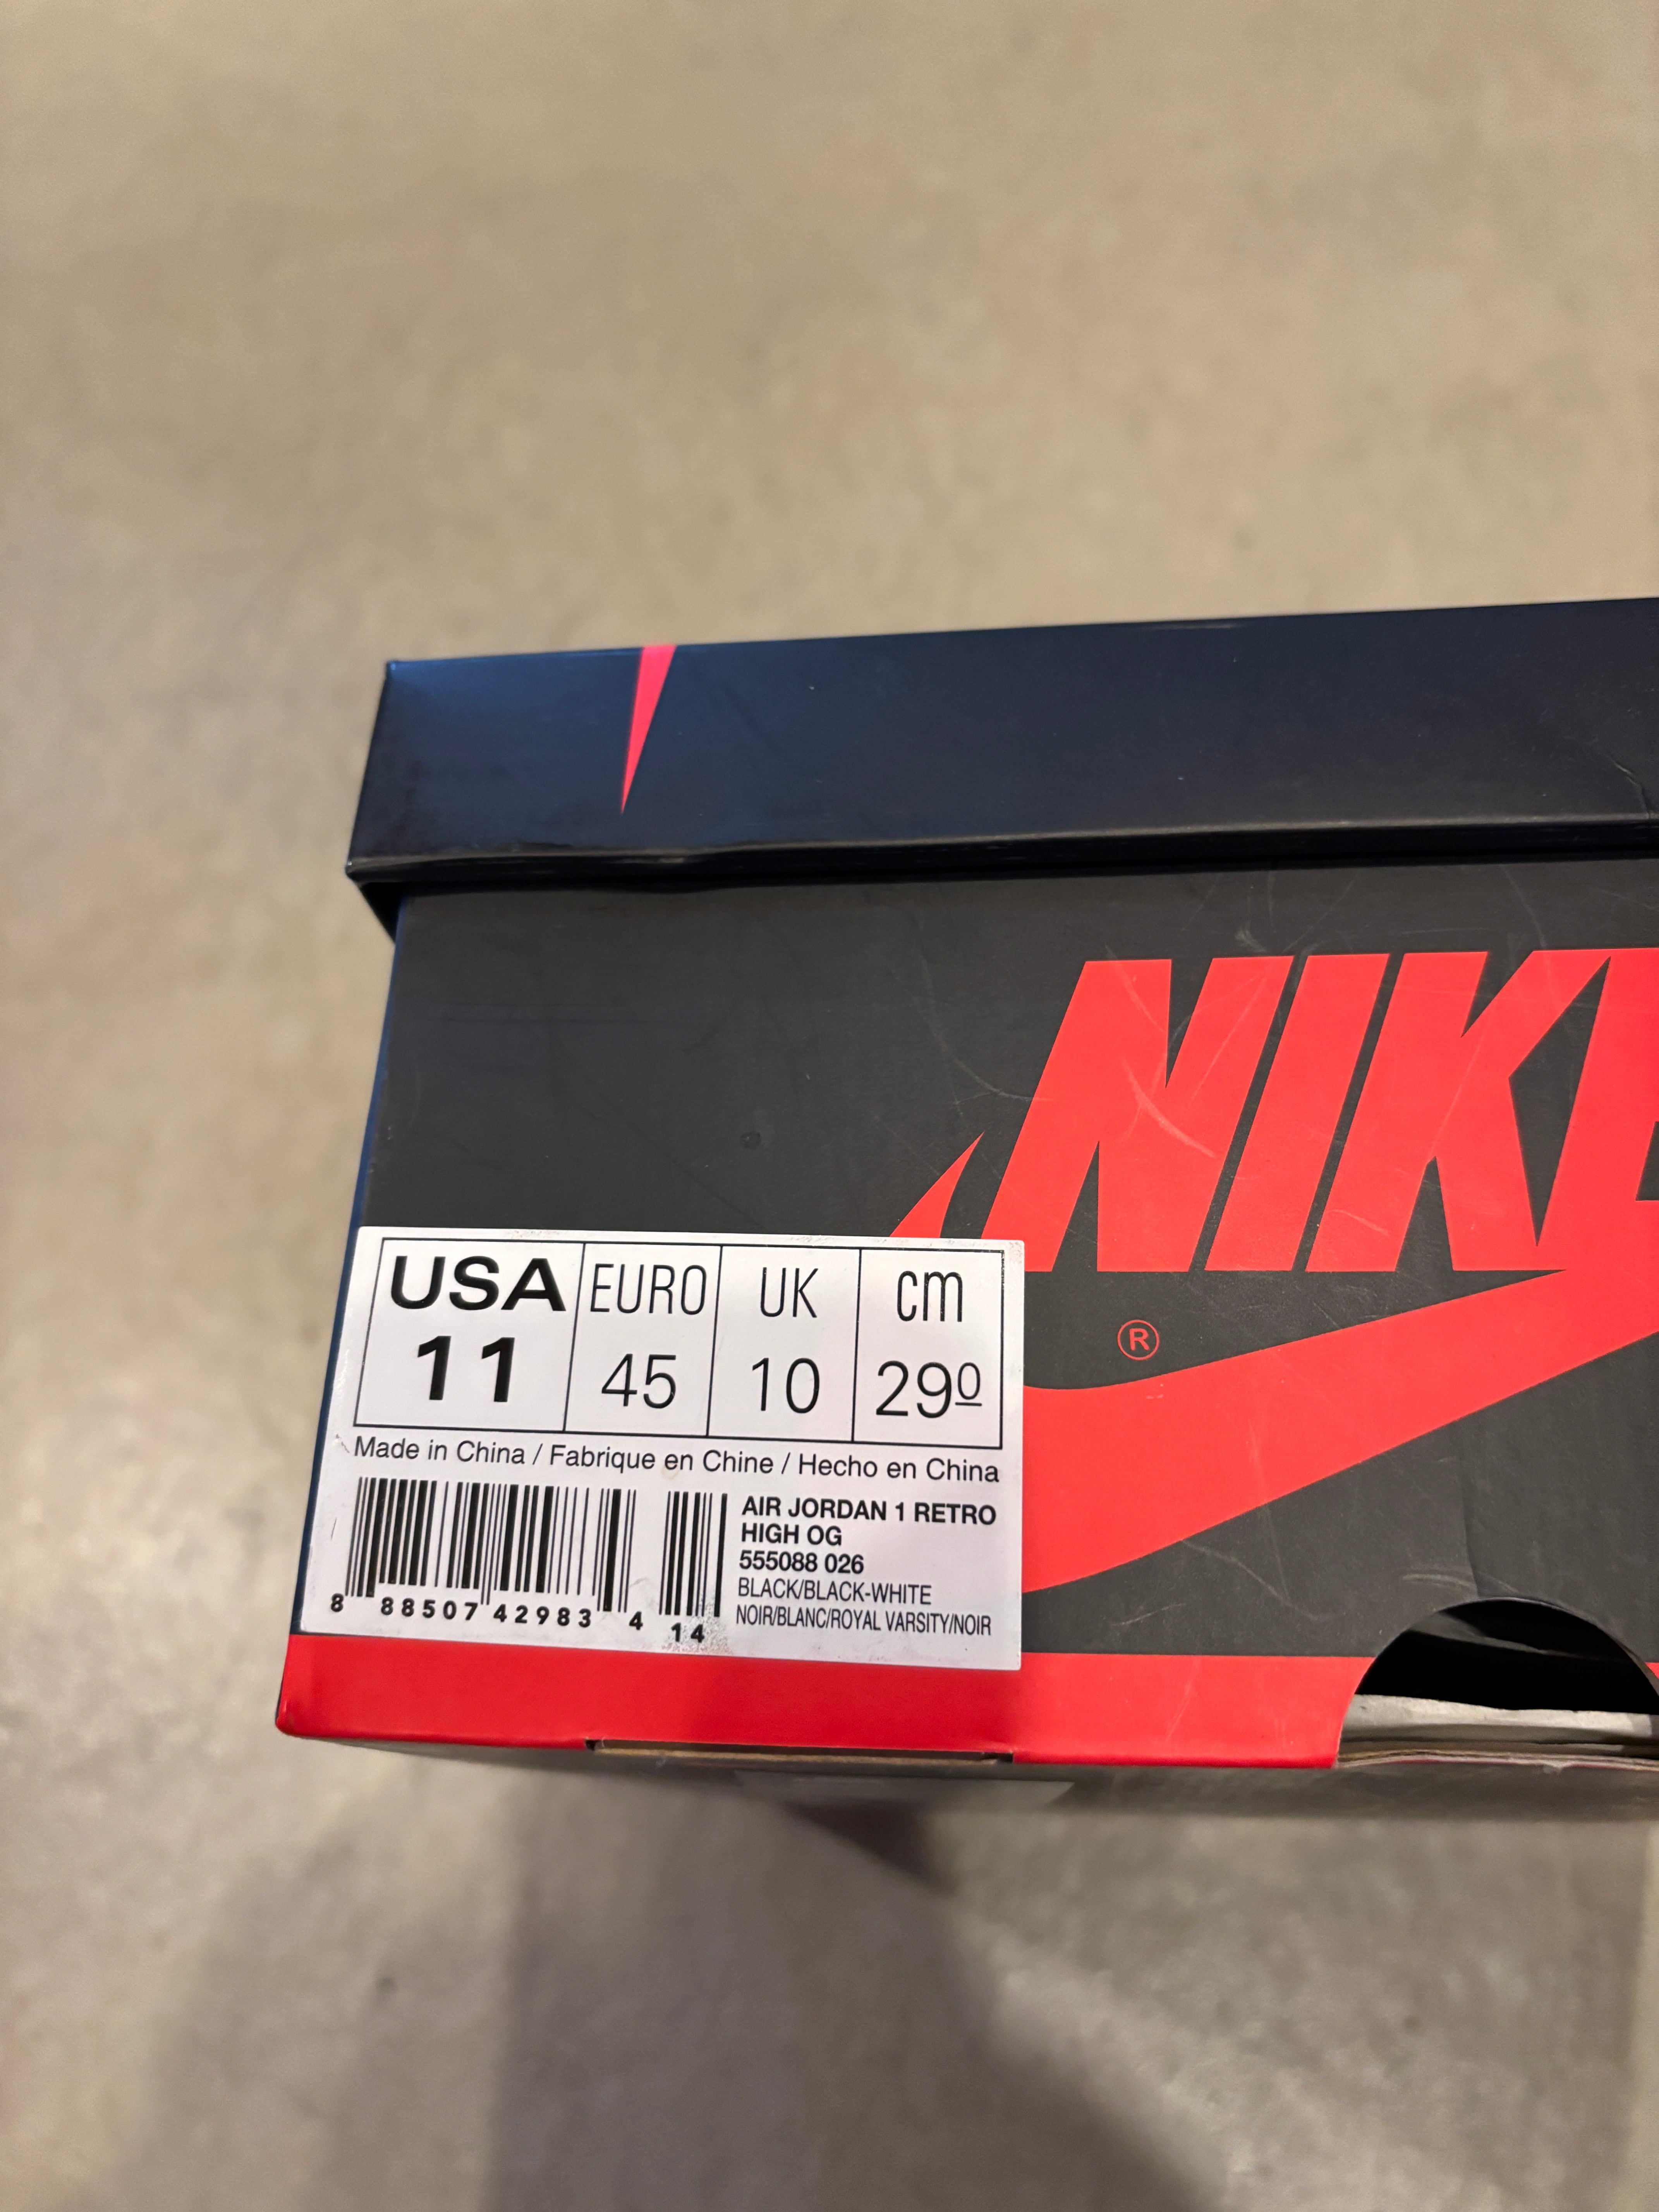 NIKE
®
USA EURO UK cm
11 45 10 290
Made in China / Fabrique en Chine / Hecho en China
AIR JORDAN 1 RETRO
HIGH OG
555088 026
BLACK/BLACK-WHITE
NOIR/BLANC/ROYAL VARSITY/NOIR
8 88507 42983 4 14